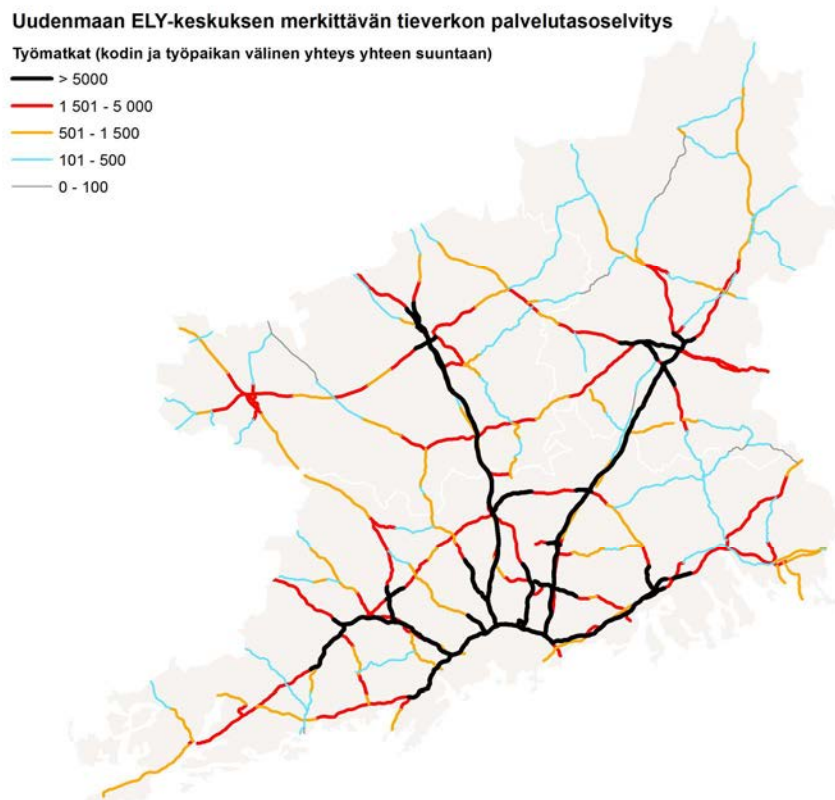 Uudenmaan ELY-keskuksen merkittävän tieverkon palvelutasoselvitys
Työmatkat (kodin ja työpaikan välinen yhteys yhteen suuntaan)
> 5000
1 501 - 5 000
501 - 1 500
101 - 500
0 - 100